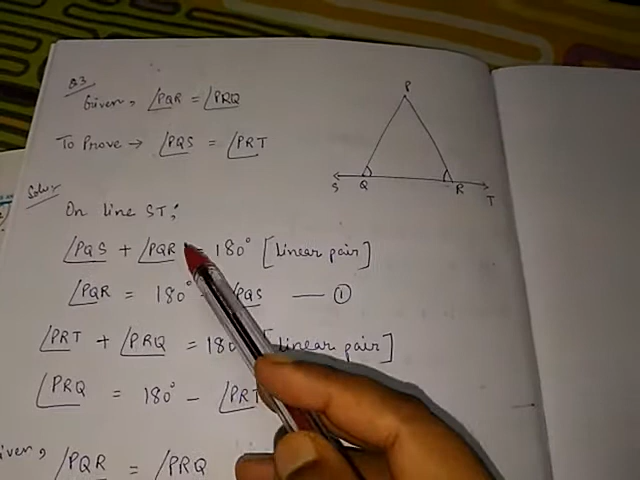 Q3
Given, ∠PQR = ∠PRQ
To Prove → ∠PQS = ∠PRT
P
S Q R T
Soln:
On line ST;
∠PQS + ∠PQR = 180° [linear pair]
∠PQR = 180° - ∠PQS — ①
∠PRT + ∠PRQ = 180 [linear pair]
∠PRQ = 180° - ∠PRT
iven, ∠PQR = ∠PRQ